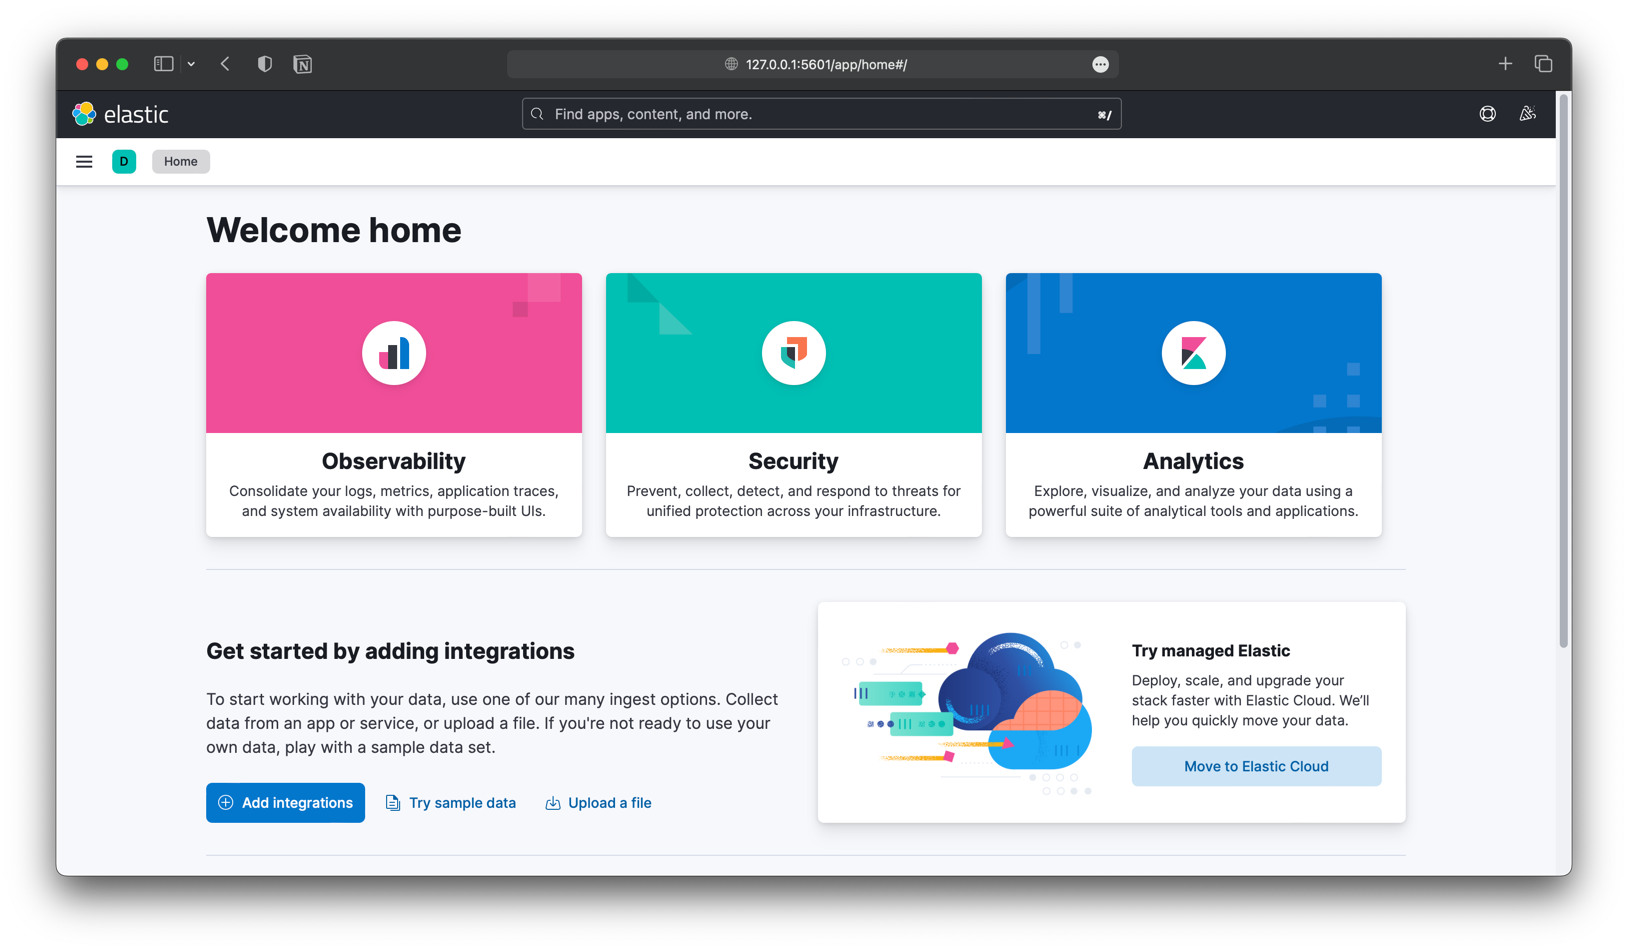 127.0.0.1:5601/app/home#/
elastic
Find apps, content, and more.
⌘/
D
Home
Welcome home
Observability
Consolidate your logs, metrics, application traces,
and system availability with purpose-built UIs.
Security
Prevent, collect, detect, and respond to threats for
unified protection across your infrastructure.
Analytics
Explore, visualize, and analyze your data using a
powerful suite of analytical tools and applications.
Get started by adding integrations
To start working with your data, use one of our many ingest options. Collect
data from an app or service, or upload a file. If you're not ready to use your
own data, play with a sample data set.
Add integrations
Try sample data
Upload a file
Try managed Elastic
Deploy, scale, and upgrade your
stack faster with Elastic Cloud. We’ll
help you quickly move your data.
Move to Elastic Cloud